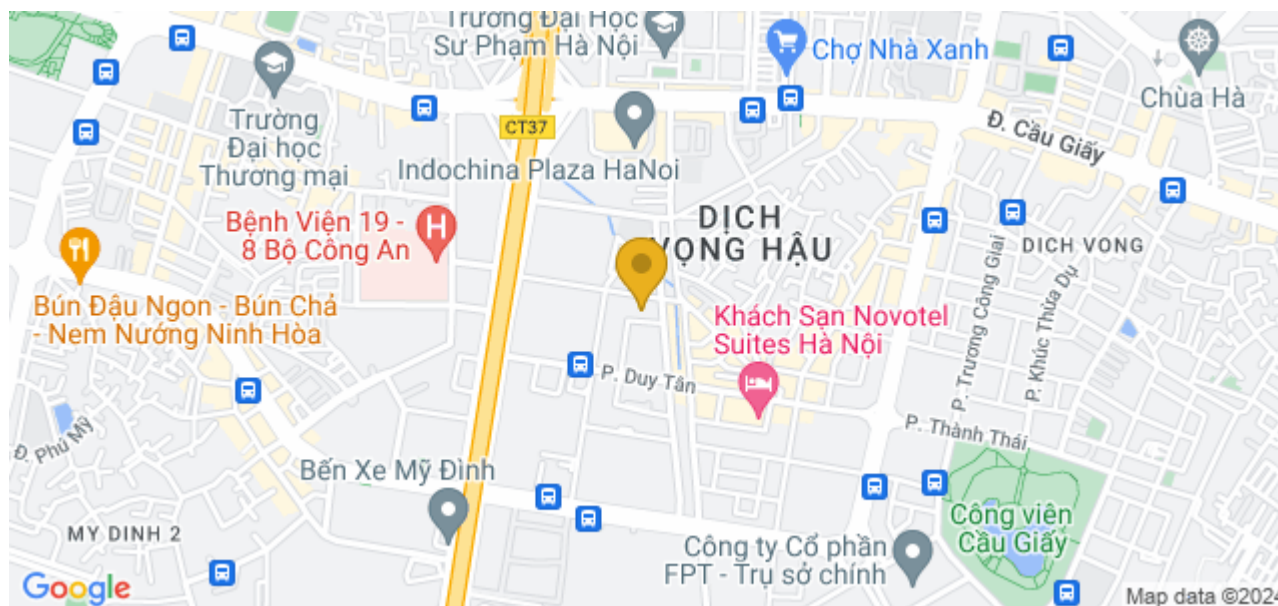 Trường Đại Học
Sư Phạm Hà Nội
Chợ Nhà Xanh
Chùa Hà
Trường
Đại học
Thương mại
CT37
Indochina Plaza HaNoi
Đ. Cầu Giấy
Bệnh Viện 19 -
8 Bộ Công An
H
DỊCH
VỌNG HẬU
DICH VONG
P. Trương Công Giai
P. Khúc Thừa Dụ
Bún Đậu Ngon - Bún Chả
- Nem Nướng Ninh Hòa
Khách Sạn Novotel
Suites Hà Nội
P. Duy Tân
P. Thành Thái
Đ. Phú Mỹ
Bến Xe Mỹ Đình
MY DINH 2
Công ty Cổ phần
FPT - Trụ sở chính
Công viên
Cầu Giấy
Google
Map data ©2024